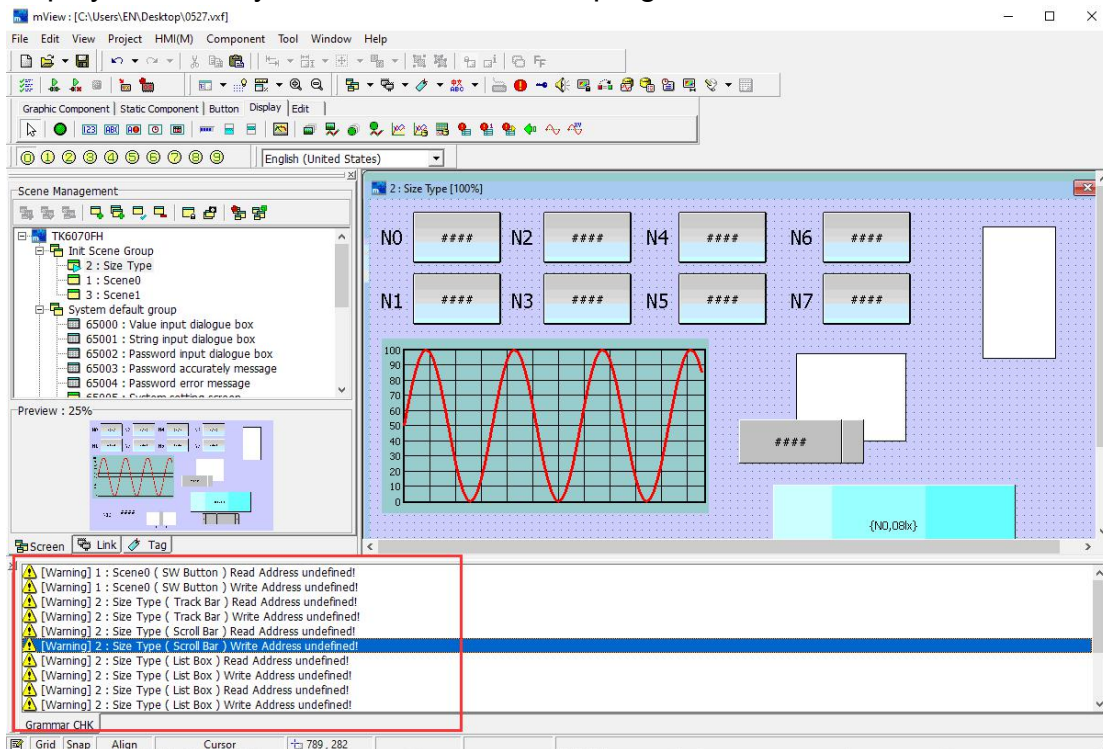 mView : [C:\Users\EN\Desktop\0527.vxf]
File Edit View Project HMI(M) Component Tool Window Help
Graphic Component Static Component Button Display Edit
0 1 2 3 4 5 6 7 8 9 English (United States)
Scene Management
TK6070FH
Init Scene Group
2 : Size Type
1 : Scene0
3 : Scene1
System default group
65000 : Value input dialogue box
65001 : String input dialogue box
65002 : Password input dialogue box
65003 : Password accurately message
65004 : Password error message
Preview : 25%
Screen Link Tag
2 : Size Type [100%]
N0 #### N2 #### N4 #### N6 ####
N1 #### N3 #### N5 #### N7 ####
100
90
80
70
60
50
40
30
20
10
0
####
{N0,08lx}
[Warning] 1 : Scene0 ( SW Button ) Read Address undefined!
[Warning] 1 : Scene0 ( SW Button ) Write Address undefined!
[Warning] 2 : Size Type ( Track Bar ) Read Address undefined!
[Warning] 2 : Size Type ( Track Bar ) Write Address undefined!
[Warning] 2 : Size Type ( Scroll Bar ) Read Address undefined!
[Warning] 2 : Size Type ( Scroll Bar ) Write Address undefined!
[Warning] 2 : Size Type ( List Box ) Read Address undefined!
[Warning] 2 : Size Type ( List Box ) Write Address undefined!
[Warning] 2 : Size Type ( List Box ) Read Address undefined!
[Warning] 2 : Size Type ( List Box ) Write Address undefined!
Grammar CHK
Grid Snap Align Cursor 789 , 282